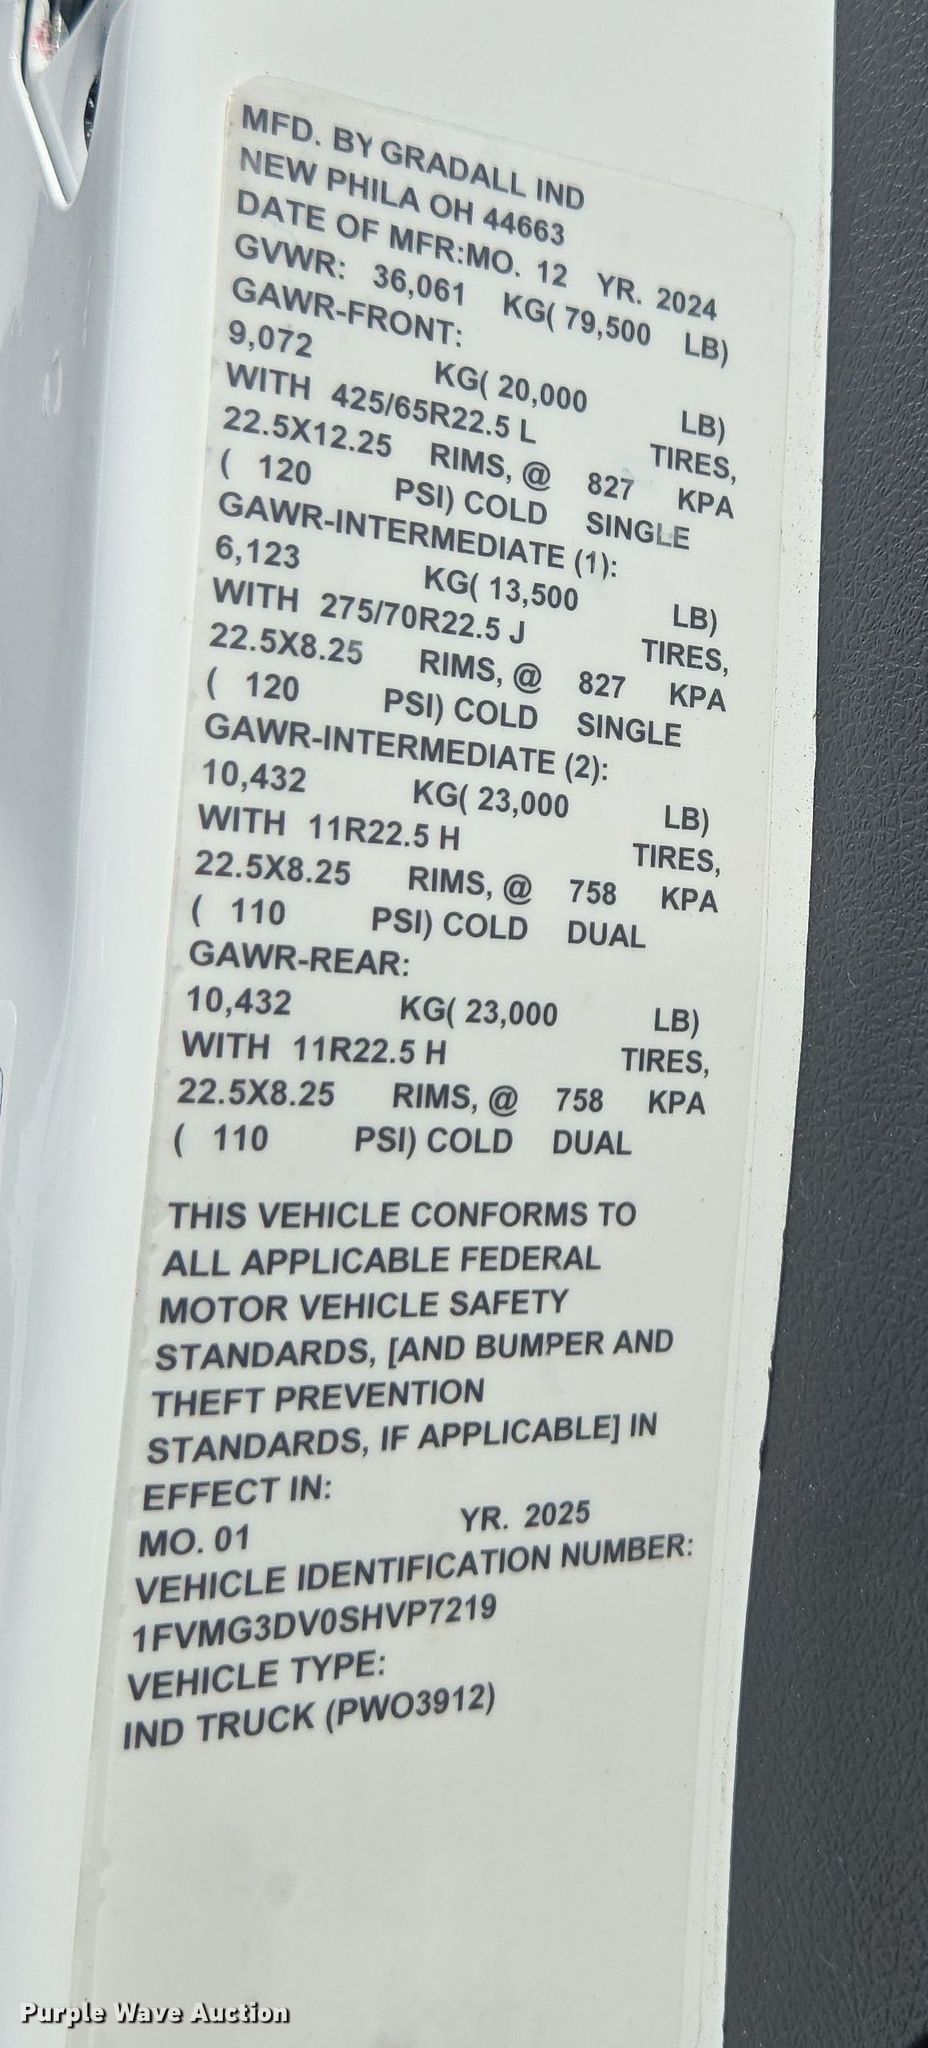 MFD. BY GRADALL IND
NEW PHILA OH 44663
DATE OF MFR:MO. 12 YR. 2024
GVWR: 36,061 KG( 79,500 LB)
GAWR-FRONT:
9,072 KG( 20,000 LB)
WITH 425/65R22.5 L TIRES,
22.5X12.25 RIMS, @ 827 KPA
( 120 PSI) COLD SINGLE
GAWR-INTERMEDIATE (1):
6,123 KG( 13,500 LB)
WITH 275/70R22.5 J TIRES,
22.5X8.25 RIMS, @ 827 KPA
( 120 PSI) COLD SINGLE
GAWR-INTERMEDIATE (2):
10,432 KG( 23,000 LB)
WITH 11R22.5 H TIRES,
22.5X8.25 RIMS, @ 758 KPA
( 110 PSI) COLD DUAL
GAWR-REAR:
10,432 KG( 23,000 LB)
WITH 11R22.5 H TIRES,
22.5X8.25 RIMS, @ 758 KPA
( 110 PSI) COLD DUAL
THIS VEHICLE CONFORMS TO
ALL APPLICABLE FEDERAL
MOTOR VEHICLE SAFETY
STANDARDS, [AND BUMPER AND
THEFT PREVENTION
STANDARDS, IF APPLICABLE] IN
EFFECT IN:
MO. 01 YR. 2025
VEHICLE IDENTIFICATION NUMBER:
1FVMG3DV0SHVP7219
VEHICLE TYPE:
IND TRUCK (PWO3912)
Purple Wave Auction